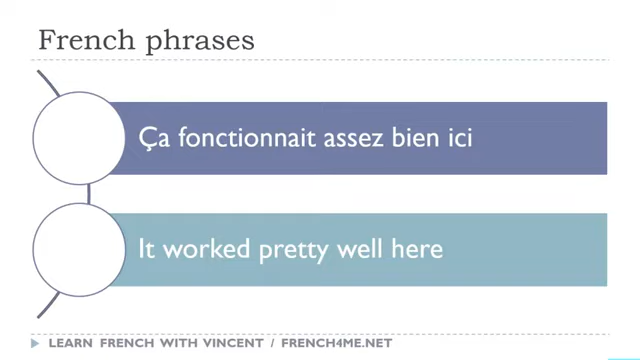 French phrases
Ça fonctionnait assez bien ici
It worked pretty well here
LEARN FRENCH WITH VINCENT / FRENCH4ME.NET